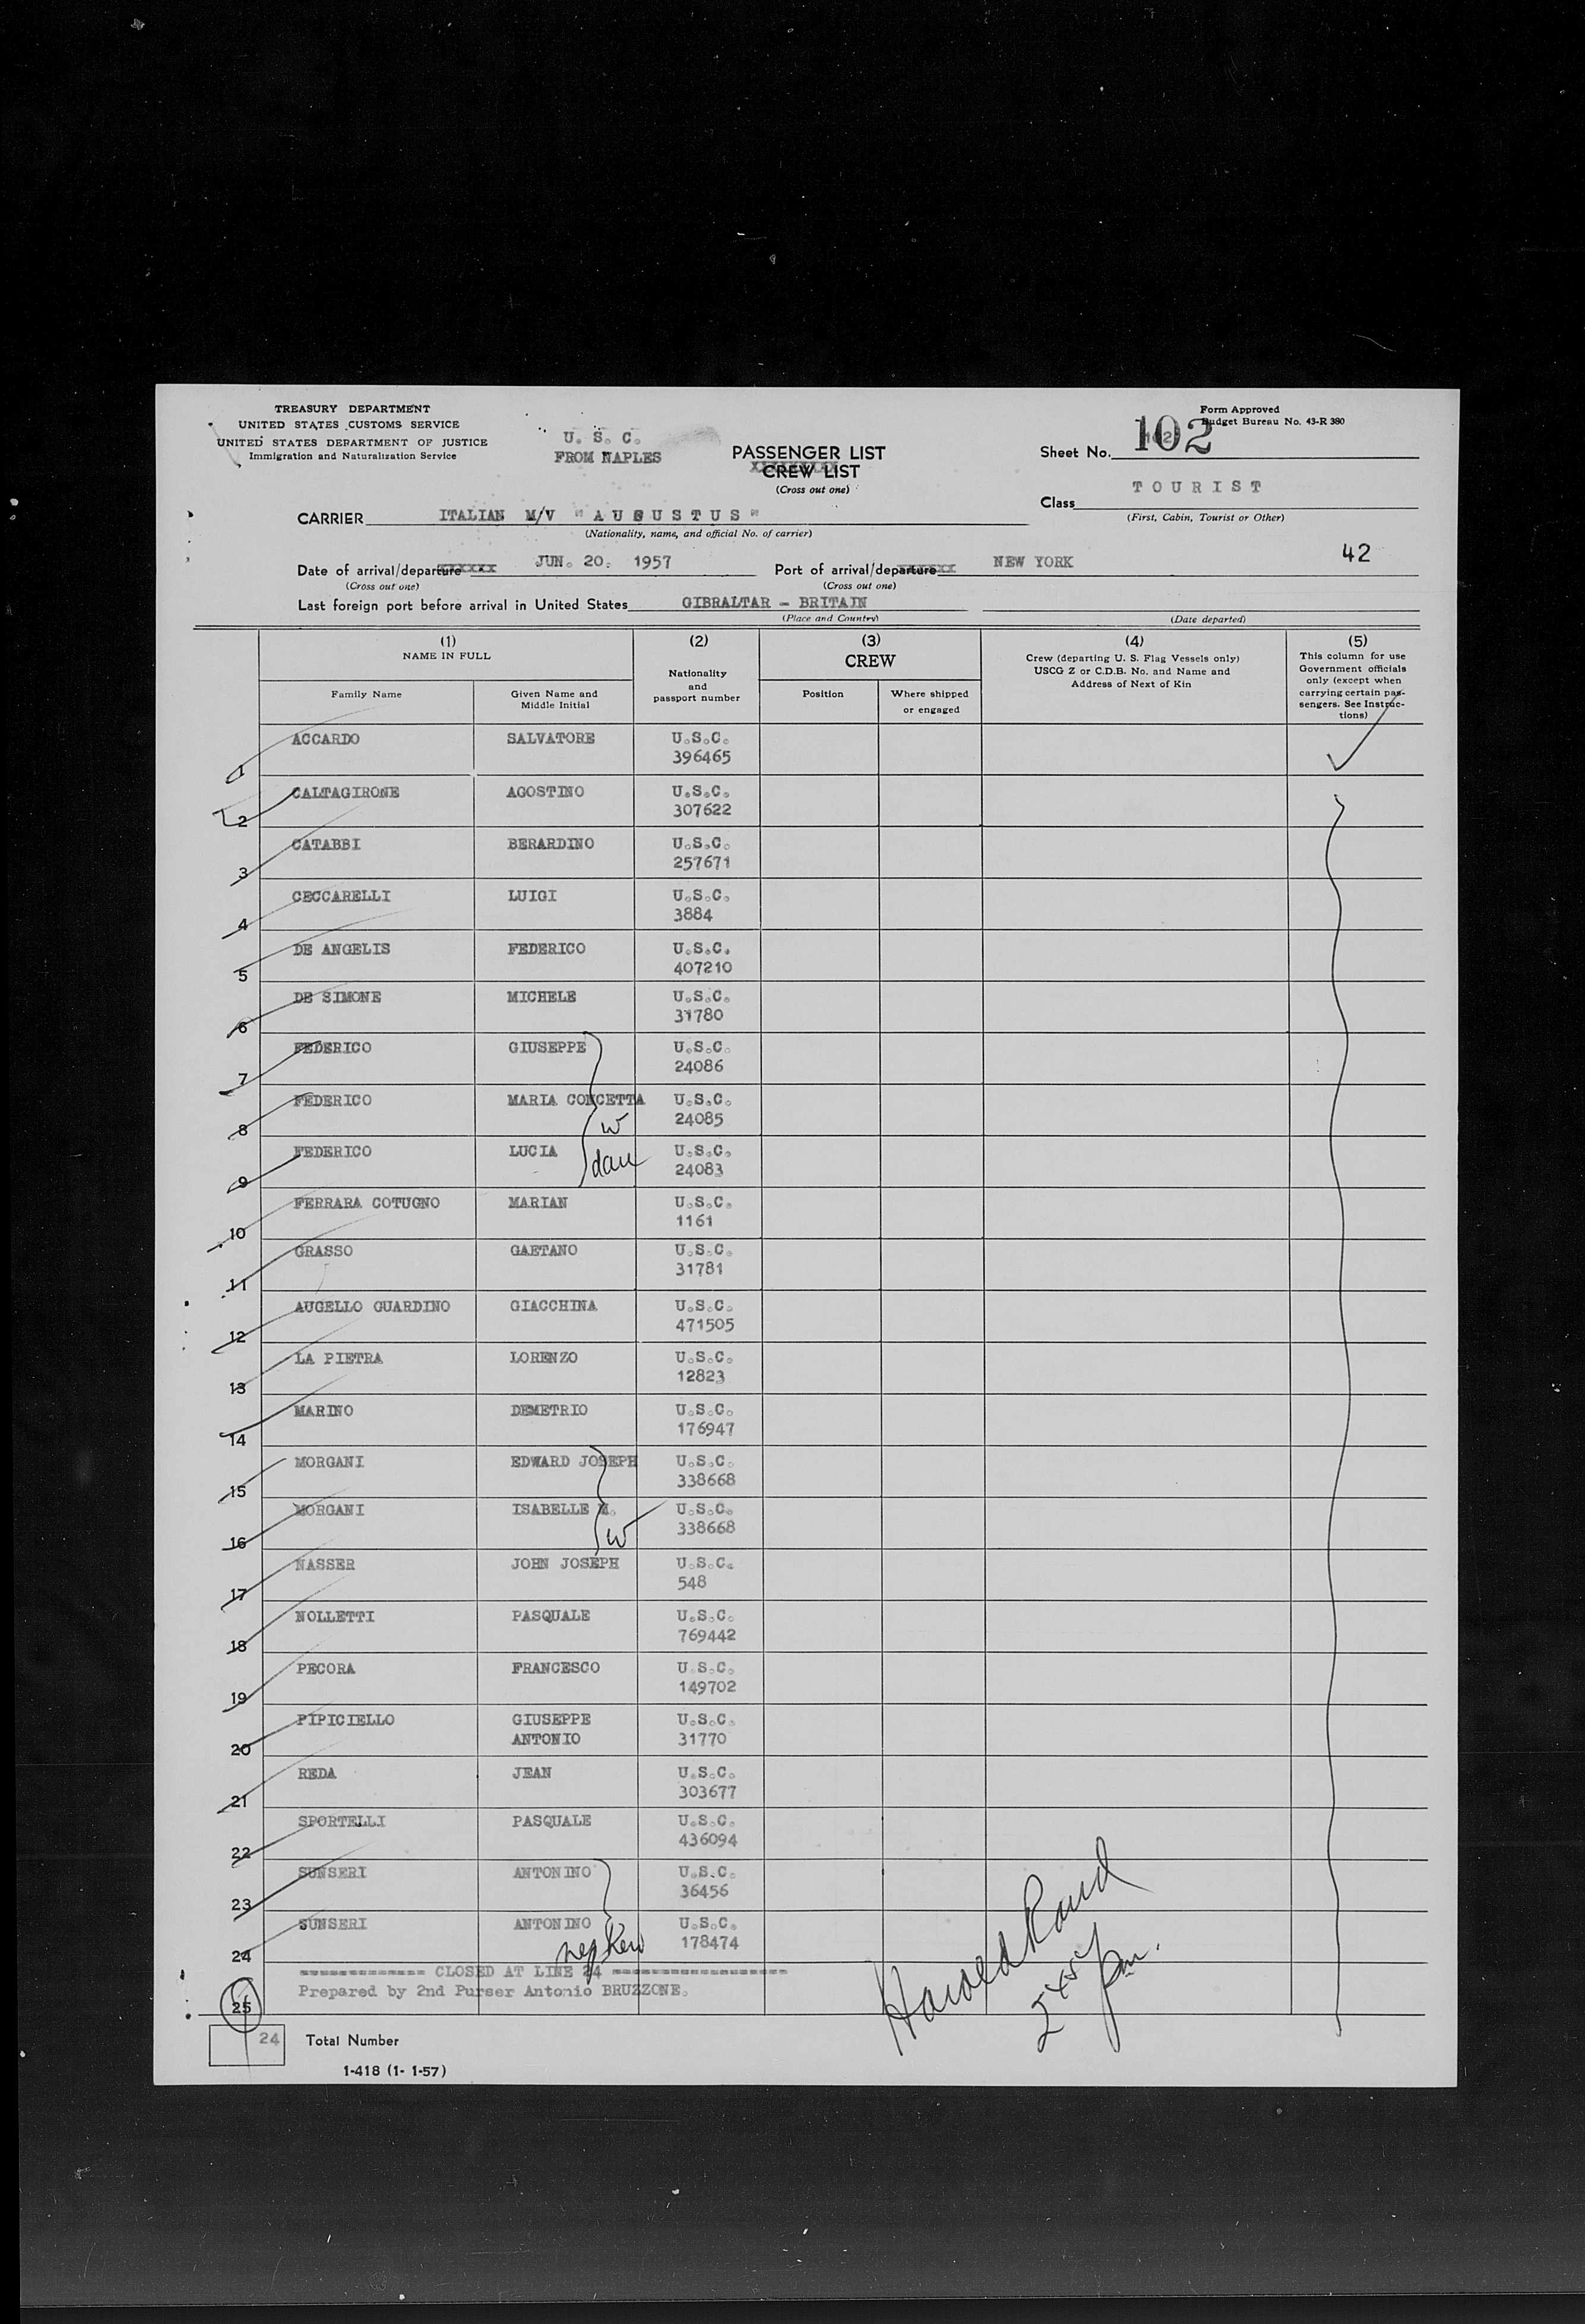 TREASURY DEPARTMENT
UNITED STATES CUSTOMS SERVICE
UNITED STATES DEPARTMENT OF JUSTICE
Immigration and Naturalization Service
U. S. C.
FROM NAPLES
PASSENGER LIST
CREW LIST
(Cross out one)
Form Approved
Budget Bureau No. 43-R 380
Sheet No. 102
Class TOURIST
(First, Cabin, Tourist or Other)
CARRIER ITALIAN M/V "AUGUSTUS"
(Nationality, name, and official No. of carrier)
Date of arrival/departure JUN. 20. 1957 Port of arrival/departure NEW YORK 42
(Cross out one) (Cross out one)
Last foreign port before arrival in United States GIBRALTAR - BRITAIN
(Place and Country) (Date departed)
(1) NAME IN FULL
Family Name
Given Name and Middle Initial
(2) Nationality and passport number
(3) CREW
Position
Where shipped or engaged
(4) Crew (departing U. S. Flag Vessels only) USCG Z or C.D.B. No. and Name and Address of Next of Kin
(5) This column for use Government officials only (except when carrying certain passengers. See Instructions)
1 ACCARDO SALVATORE U.S.C. 396465
2 CALTAGIRONE AGOSTINO U.S.C. 307622
3 CATABBI BERARDINO U.S.C. 257671
4 CECCARELLI LUIGI U.S.C. 3884
5 DE ANGELIS FEDERICO U.S.C. 407210
6 DE SIMONE MICHELE U.S.C. 31780
7 FEDERICO GIUSEPPE U.S.C. 24086
8 FEDERICO MARIA CONCETTA w U.S.C. 24085
9 FEDERICO LUCIA dau U.S.C. 24083
10 FERRARA COTUGNO MARIAN U.S.C. 1161
11 GRASSO GAETANO U.S.C. 31781
12 AUGELLO GUARDINO GIACCHINA U.S.C. 471505
13 LA PIETRA LORENZO U.S.C. 12823
14 MARINO DEMETRIO U.S.C. 176947
15 MORGANI EDWARD JOSEPH U.S.C. 338668
16 MORGANI ISABELLE M. w U.S.C. 338668
17 NASSER JOHN JOSEPH U.S.C. 548
18 NOLLETTI PASQUALE U.S.C. 769442
19 PECORA FRANCESCO U.S.C. 149702
20 PIPICIELLO GIUSEPPE ANTONIO U.S.C. 31770
21 REDA JEAN U.S.C. 303677
22 SPORTELLI PASQUALE U.S.C. 436094
23 SUNSERI ANTONINO U.S.C. 36456
24 SUNSERI ANTONINO nephew U.S.C. 178474
------------- CLOSED AT LINE 24 ------------------
25 Prepared by 2nd Purser Antonio BRUZZONE.
Harold Rand
24 Total Number
1-418 (1- 1-57)